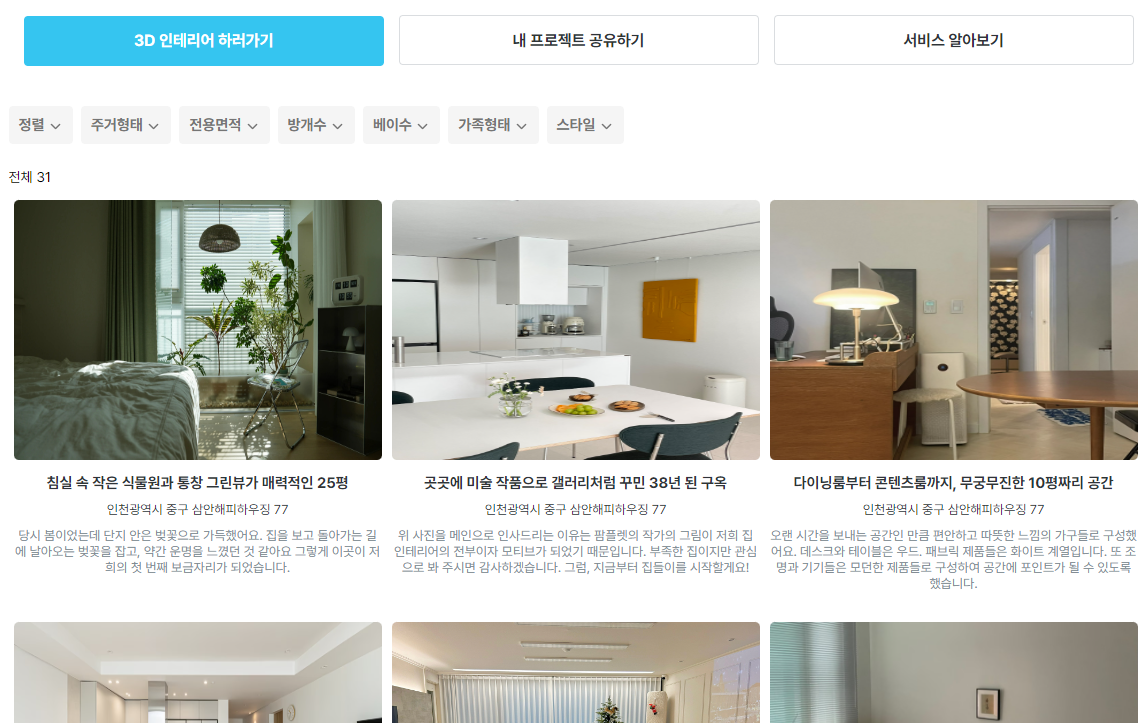 3D 인테리어 하러가기
내 프로젝트 공유하기
서비스 알아보기
정렬
주거형태
전용면적
방개수
베이수
가족형태
스타일
전체 31
침실 속 작은 식물원과 통창 그린뷰가 매력적인 25평
인천광역시 중구 삼안해피하우징 77
당시 봄이었는데 단지 안은 벚꽃으로 가득했어요. 집을 보고 돌아가는 길
에 날아오는 벚꽃을 잡고, 약간 운명을 느꼈던 것 같아요 그렇게 이곳이 저
희의 첫 번째 보금자리가 되었습니다.
곳곳에 미술 작품으로 갤러리처럼 꾸민 38년 된 구옥
인천광역시 중구 삼안해피하우징 77
위 사진을 메인으로 인사드리는 이유는 팜플렛의 작가의 그림이 저희 집
인테리어의 전부이자 모티브가 되었기 때문입니다. 부족한 집이지만 관심
으로 봐 주시면 감사하겠습니다. 그럼, 지금부터 집들이를 시작할게요!
다이닝룸부터 콘텐츠룸까지, 무궁무진한 10평짜리 공간
인천광역시 중구 삼안해피하우징 77
오랜 시간을 보내는 공간인 만큼 편안하고 따뜻한 느낌의 가구들로 구성했
어요. 데스크와 테이블은 우드. 패브릭 제품들은 화이트 계열입니다. 또 조
명과 기기들은 모던한 제품들로 구성하여 공간에 포인트가 될 수 있도록
했습니다.